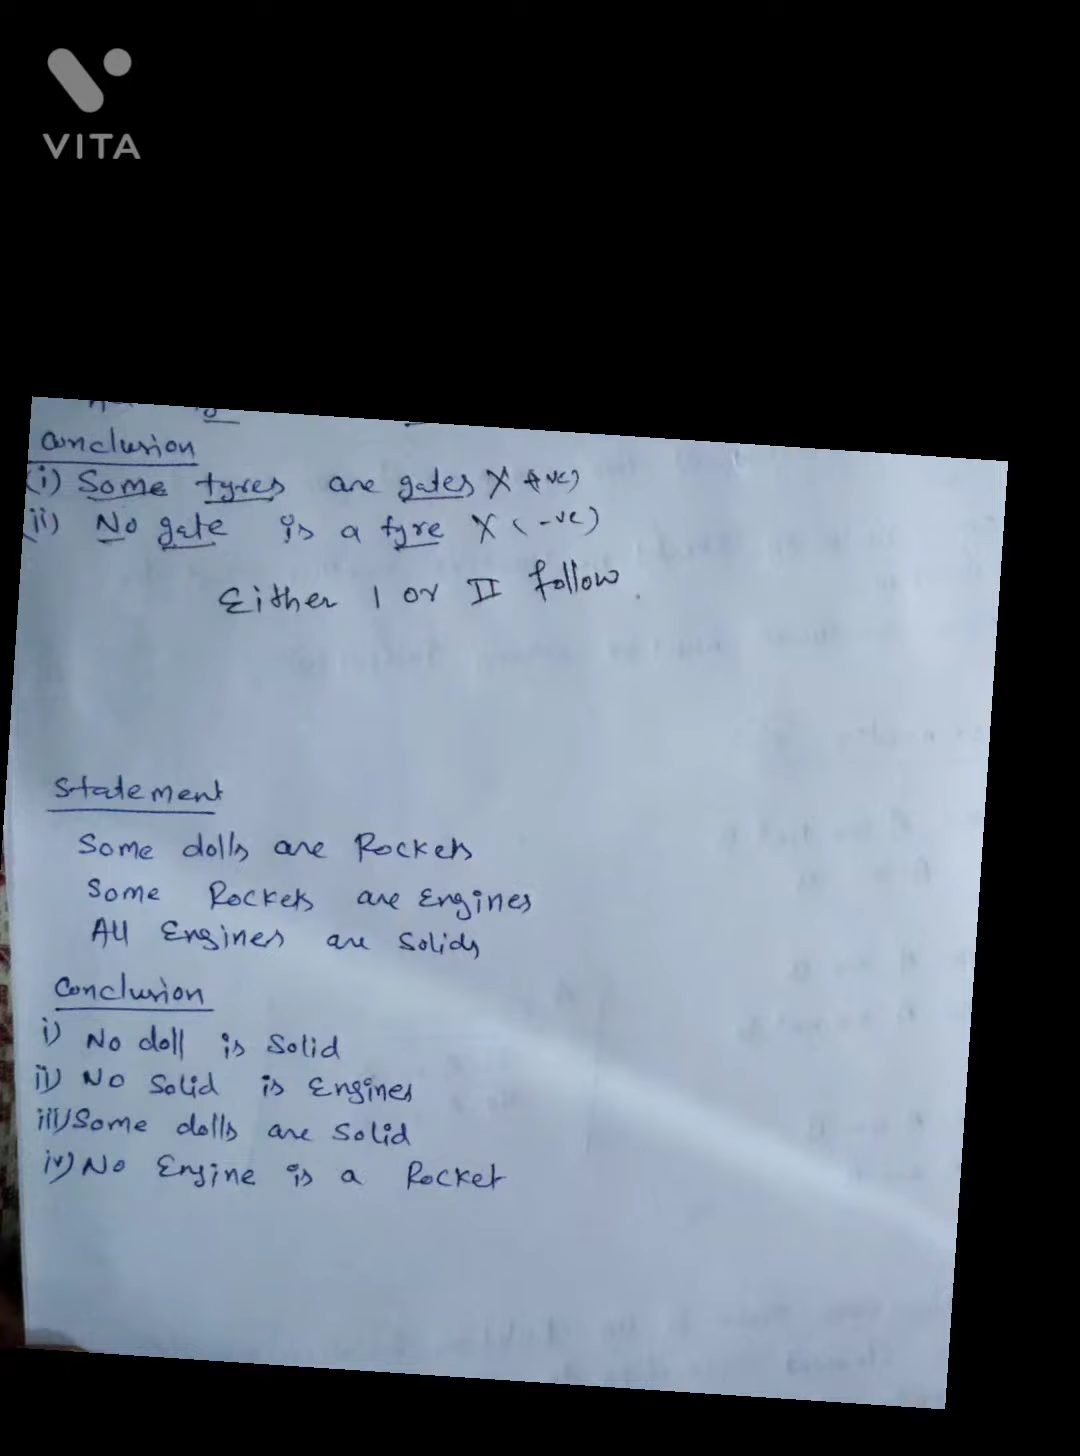 VITA
Conclusion
(i) Some tyres are gates X +ve)
(ii) No gate is a tyre X (-ve)
Either I or II follow.
Statement
Some dolls are Rockets
Some Rockets are Engines
All Engines are Solids
Conclusion
i) No doll is Solid
ii) No Solid is Engines
iii) Some dolls are Solid
iv) No Engine is a Rocket